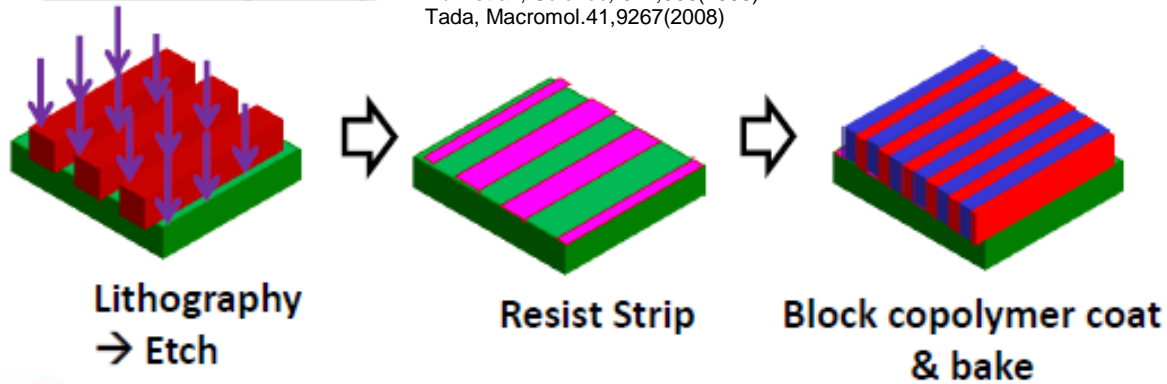 Tada, Macromol.41,9267(2008)
Lithography
→ Etch
Resist Strip
Block copolymer coat
& bake